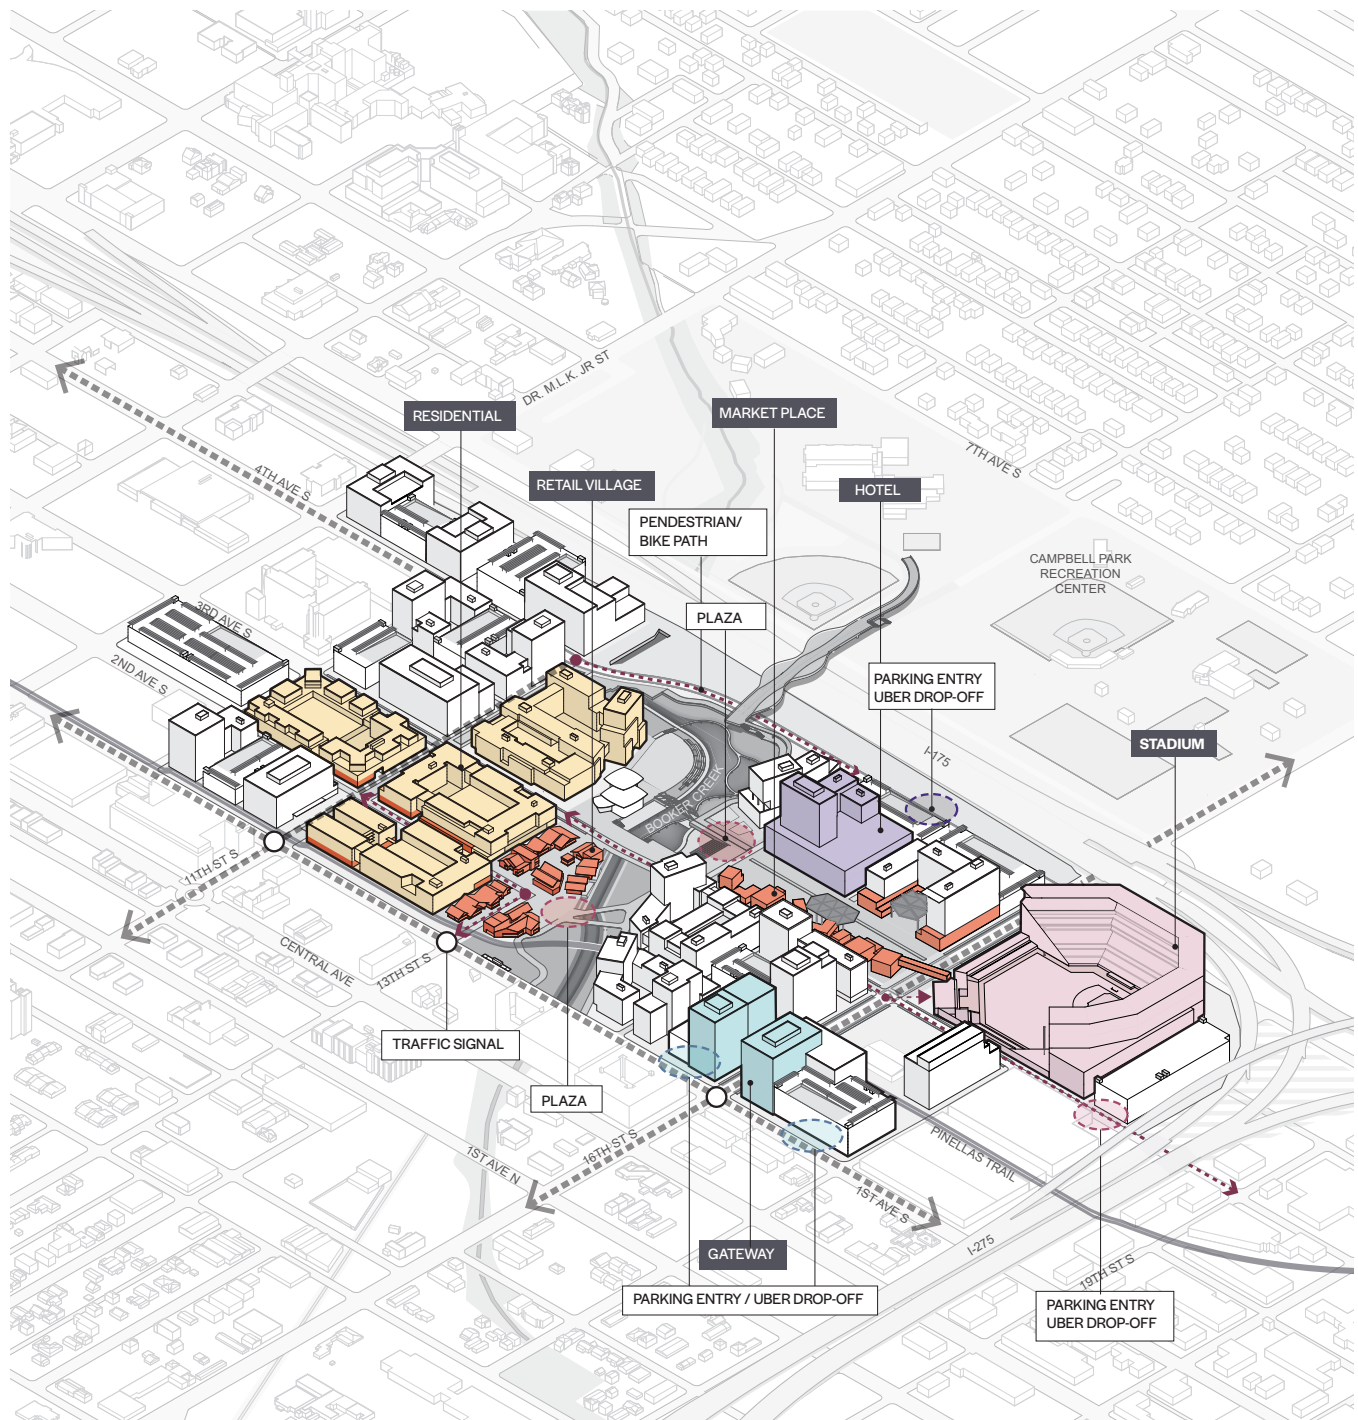 DR. M.L.K. JR ST
RESIDENTIAL
MARKET PLACE
7TH AVE S
4TH AVE S
RETAIL VILLAGE
HOTEL
PENDESTRIAN/
BIKE PATH
CAMPBELL PARK
RECREATION
CENTER
PLAZA
3RD AVE S
2ND AVE S
PARKING ENTRY
UBER DROP-OFF
I-175
STADIUM
BOOKER CREEK
11TH ST S
CENTRAL AVE
13TH ST S
TRAFFIC SIGNAL
PLAZA
16TH ST S
1ST AVE N
PINELLAS TRAIL
1ST AVE S
I-275
GATEWAY
19TH ST S
PARKING ENTRY / UBER DROP-OFF
PARKING ENTRY
UBER DROP-OFF